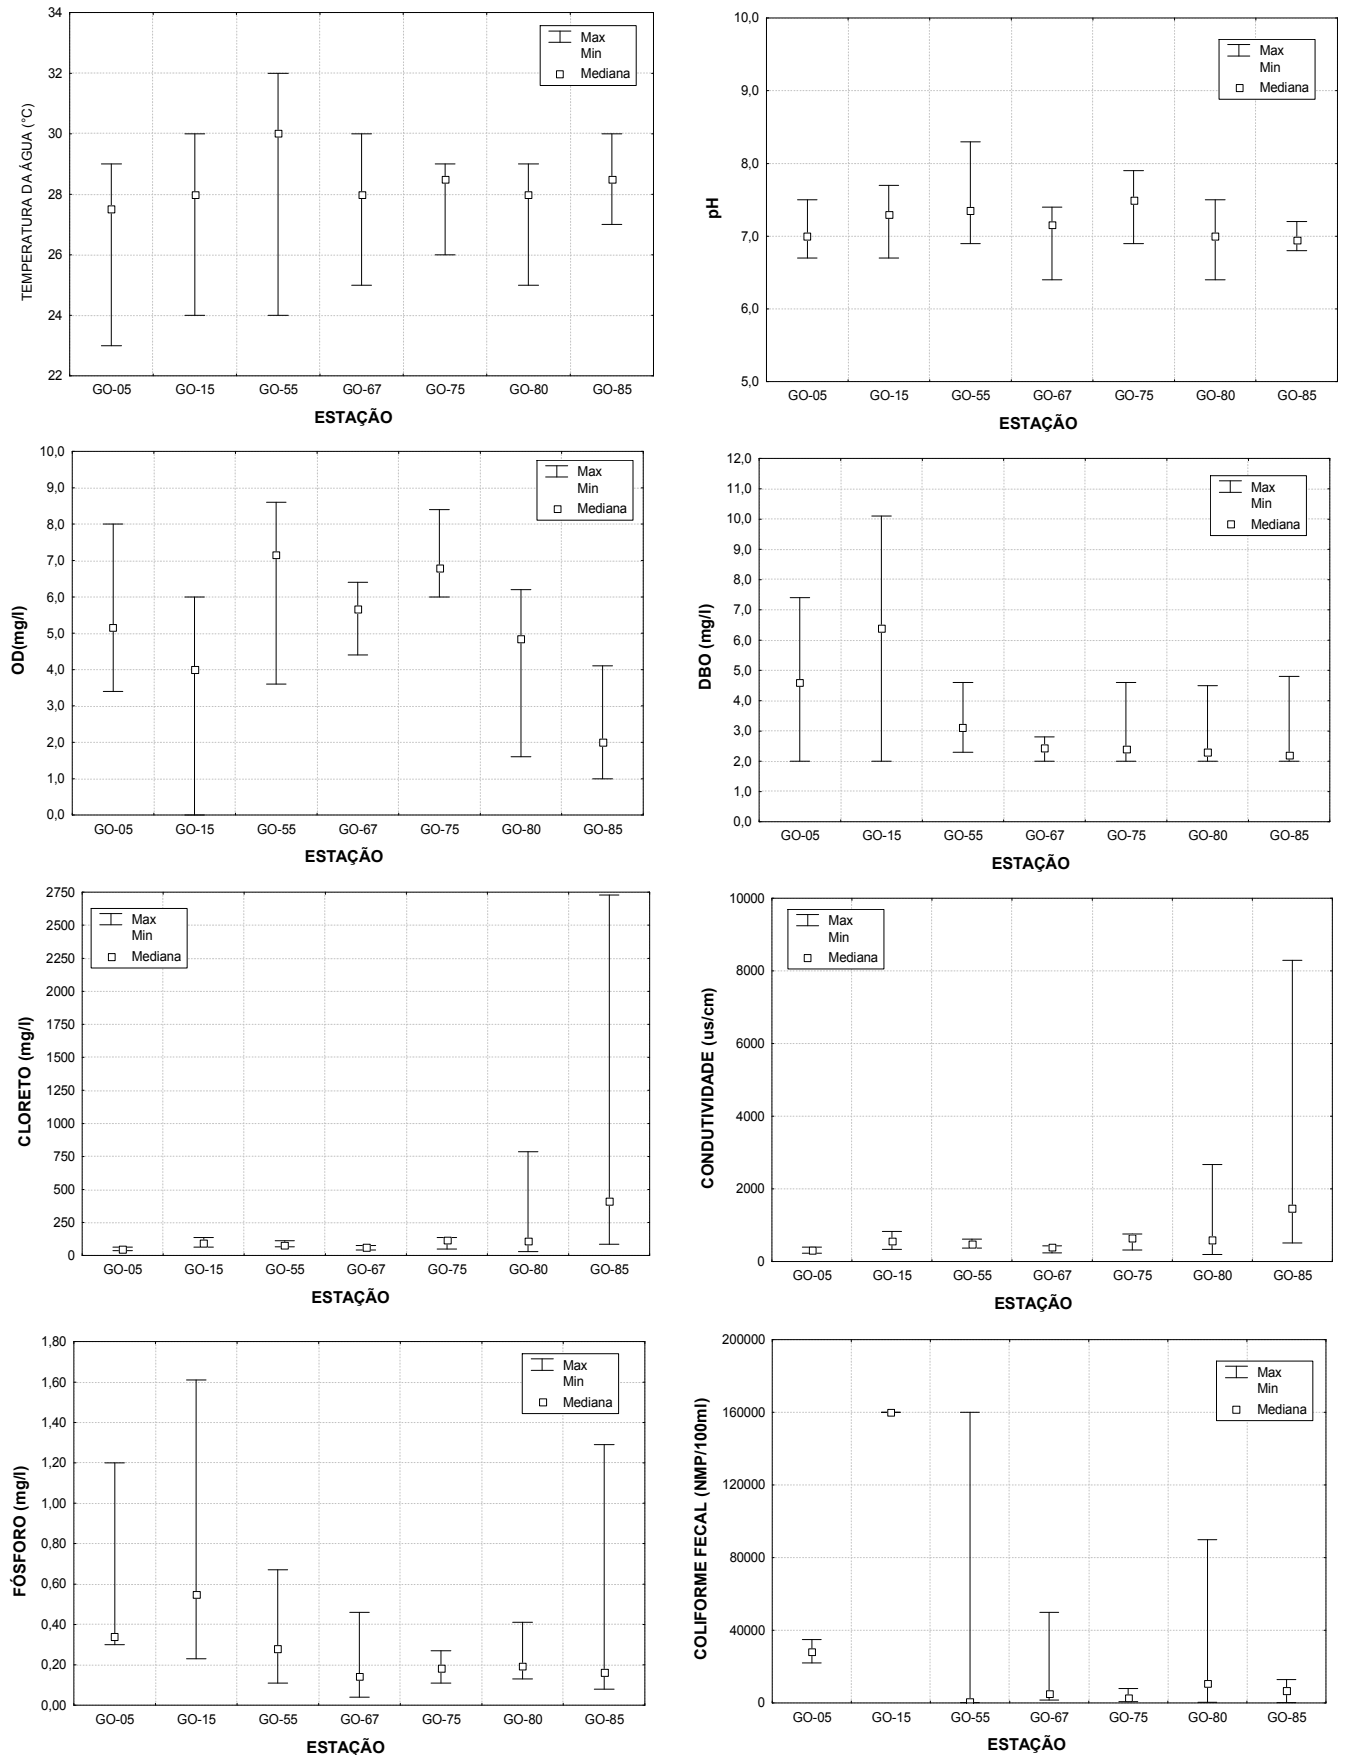 34
32
30
28
26
24
22
TEMPERATURA DA ÁGUA (°C)
Max
Min
Mediana
GO-05 GO-15 GO-55 GO-67 GO-75 GO-80 GO-85
ESTAÇÃO
10,0
9,0
8,0
7,0
6,0
5,0
pH
Max
Min
Mediana
GO-05 GO-15 GO-55 GO-67 GO-75 GO-80 GO-85
ESTAÇÃO
10,0
9,0
8,0
7,0
6,0
5,0
4,0
3,0
2,0
1,0
0,0
OD(mg/l)
Max
Min
Mediana
GO-05 GO-15 GO-55 GO-67 GO-75 GO-80 GO-85
ESTAÇÃO
12,0
11,0
10,0
9,0
8,0
7,0
6,0
5,0
4,0
3,0
2,0
1,0
0,0
DBO (mg/l)
Max
Min
Mediana
GO-05 GO-15 GO-55 GO-67 GO-75 GO-80 GO-85
ESTAÇÃO
2750
2500
2250
2000
1750
1500
1250
1000
750
500
250
0
CLORETO (mg/l)
Max
Min
Mediana
GO-05 GO-15 GO-55 GO-67 GO-75 GO-80 GO-85
ESTAÇÃO
10000
8000
6000
4000
2000
0
CONDUTIVIDADE (us/cm)
Max
Min
Mediana
GO-05 GO-15 GO-55 GO-67 GO-75 GO-80 GO-85
ESTAÇÃO
1,80
1,60
1,40
1,20
1,00
0,80
0,60
0,40
0,20
0,00
FÓSFORO (mg/l)
Max
Min
Mediana
GO-05 GO-15 GO-55 GO-67 GO-75 GO-80 GO-85
ESTAÇÃO
200000
160000
120000
80000
40000
0
COLIFORME FECAL (NMP/100ml)
Max
Min
Mediana
GO-05 GO-15 GO-55 GO-67 GO-75 GO-80 GO-85
ESTAÇÃO